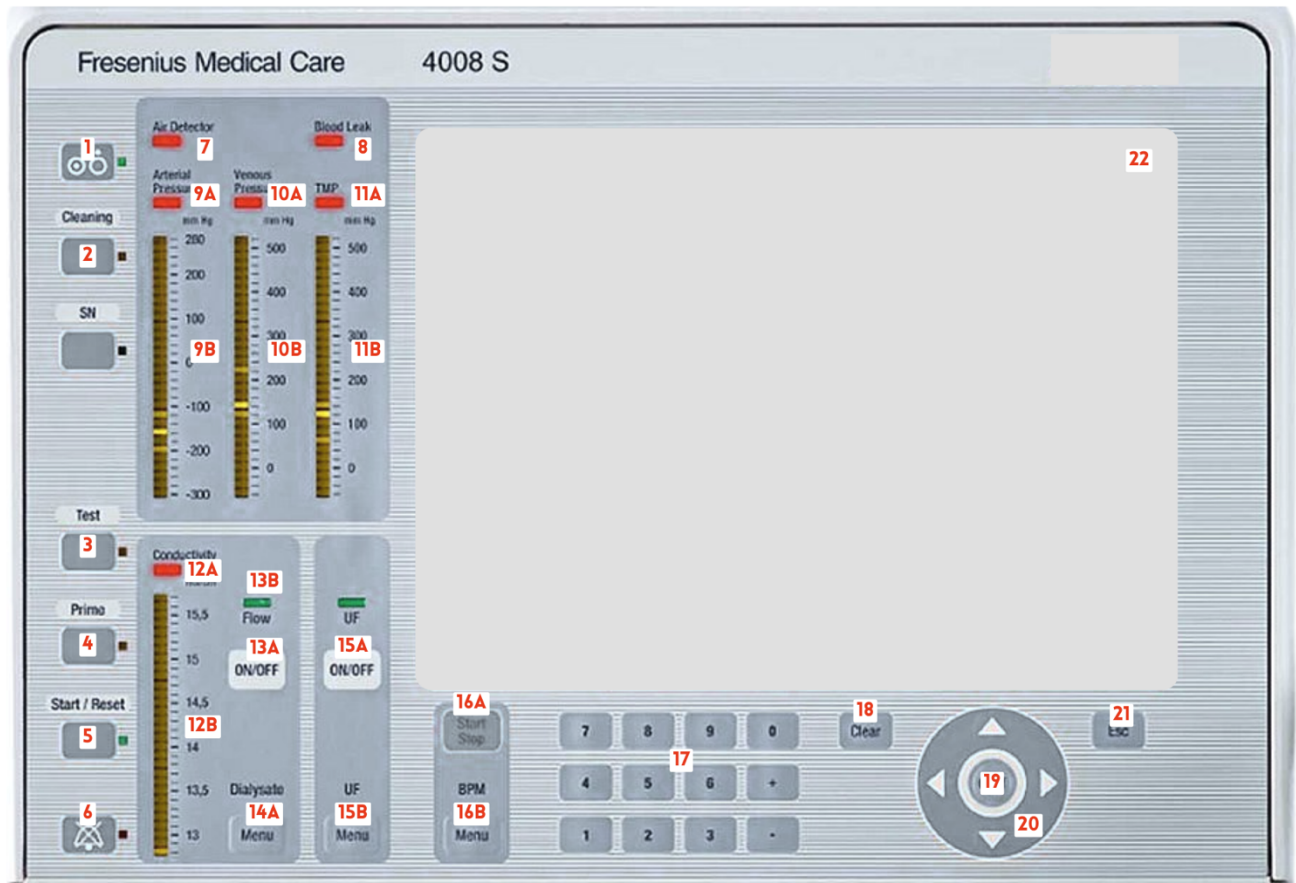 Fresenius Medical Care 4008 S
1
Cleaning
2
SN
Test
3
Prime
4
Start / Reset
5
6
Air Detector
7
Blood Leak
8
Arterial
9A
Venous
10A
TMP
11A
mm Hg mm Hg mm Hg
280
200
100
9B
-100
-200
-300
500
400
300
10B
200
100
0
500
400
300
11B
200
100
0
Conductivity
12A
15,5
15
14,5
12B
14
13,5
13
13B
Flow
13A
ON/OFF
Dialysate
14A
Menu
UF
15A
ON/OFF
UF
15B
Menu
22
16A
Start
Stop
BPM
16B
Menu
7 8 9 0
17
4 5 6 +
1 2 3 -
18
Clear
19
20
21
Esc